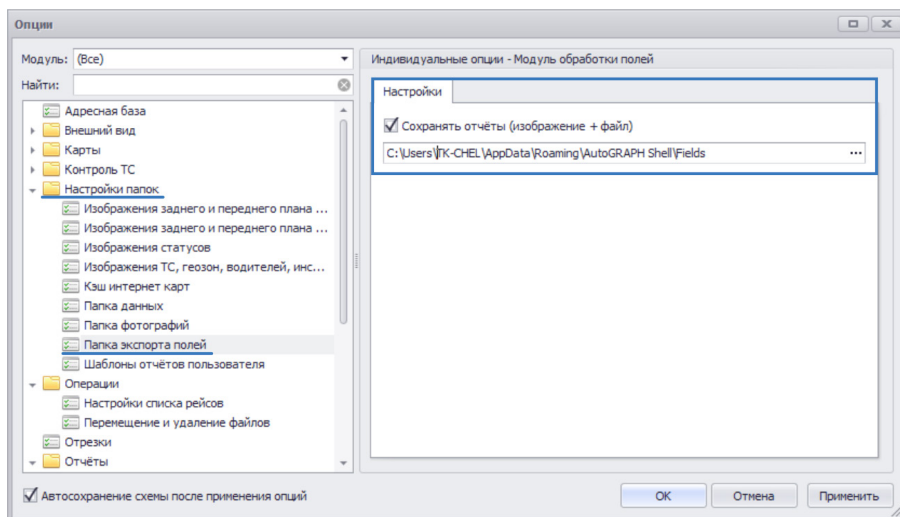 Опции
Модуль: (Все)
Найти:
Адресная база
Внешний вид
Карты
Контроль ТС
Настройки папок
Изображения заднего и переднего плана ...
Изображения заднего и переднего плана ...
Изображения статусов
Изображения ТС, геозон, водителей, инс...
Кэш интернет карт
Папка данных
Папка фотографий
Папка экспорта полей
Шаблоны отчётов пользователя
Операции
Настройки списка рейсов
Перемещение и удаление файлов
Отрезки
Отчёты
Индивидуальные опции - Модуль обработки полей
Настройки
Сохранять отчёты (изображение + файл)
C:\Users\TK-CHEL\AppData\Roaming\AutoGRAPH Shell\Fields ...
Автосохранение схемы после применения опций
ОК Отмена Применить